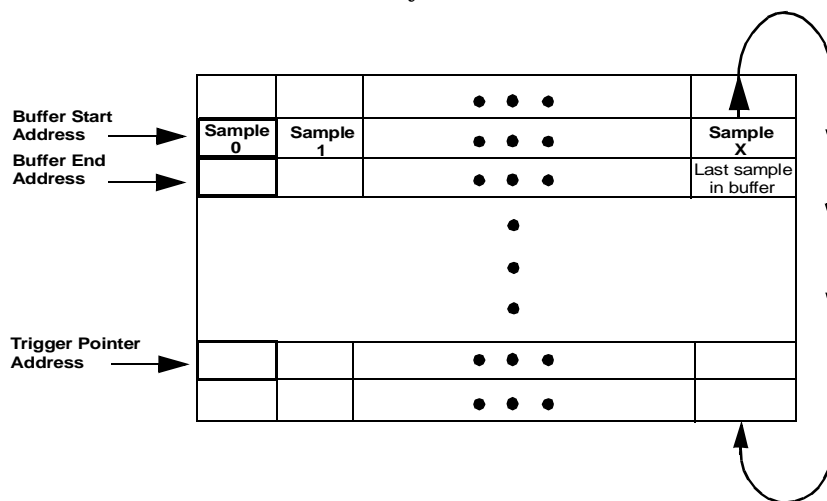 Buffer Start
Address
Sample
0
Sample
1
Sample
X
Buffer End
Address
Last sample
in buffer
Trigger Pointer
Address